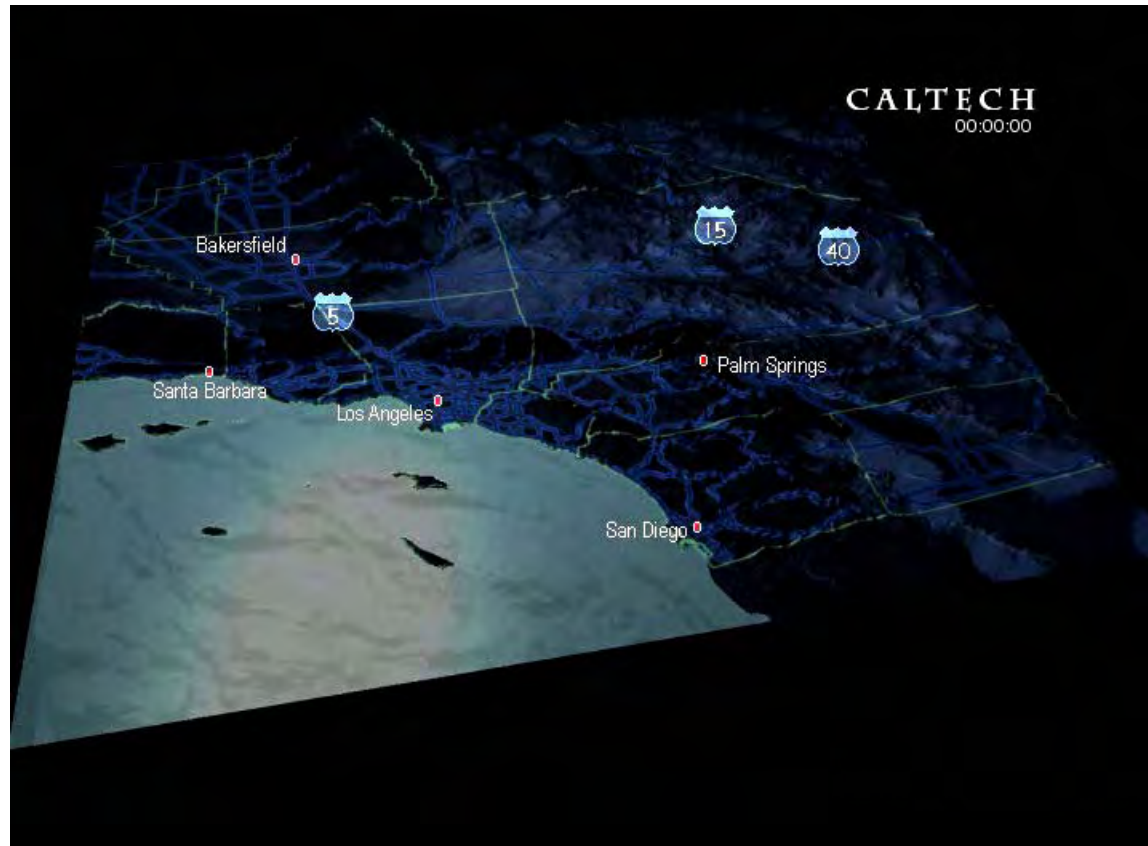 CALTECH
00:00:00
15
40
Bakersfield
5
Palm Springs
Santa Barbara
Los Angeles
San Diego